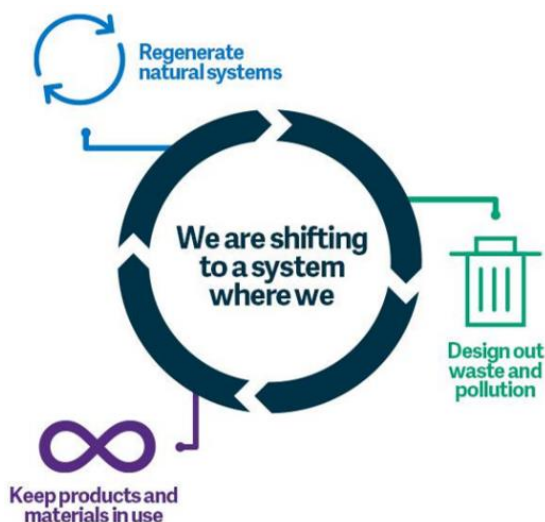 Regenerate
natural systems
We are shifting
to a system
where we
Design out
waste and
pollution
Keep products and
materials in use